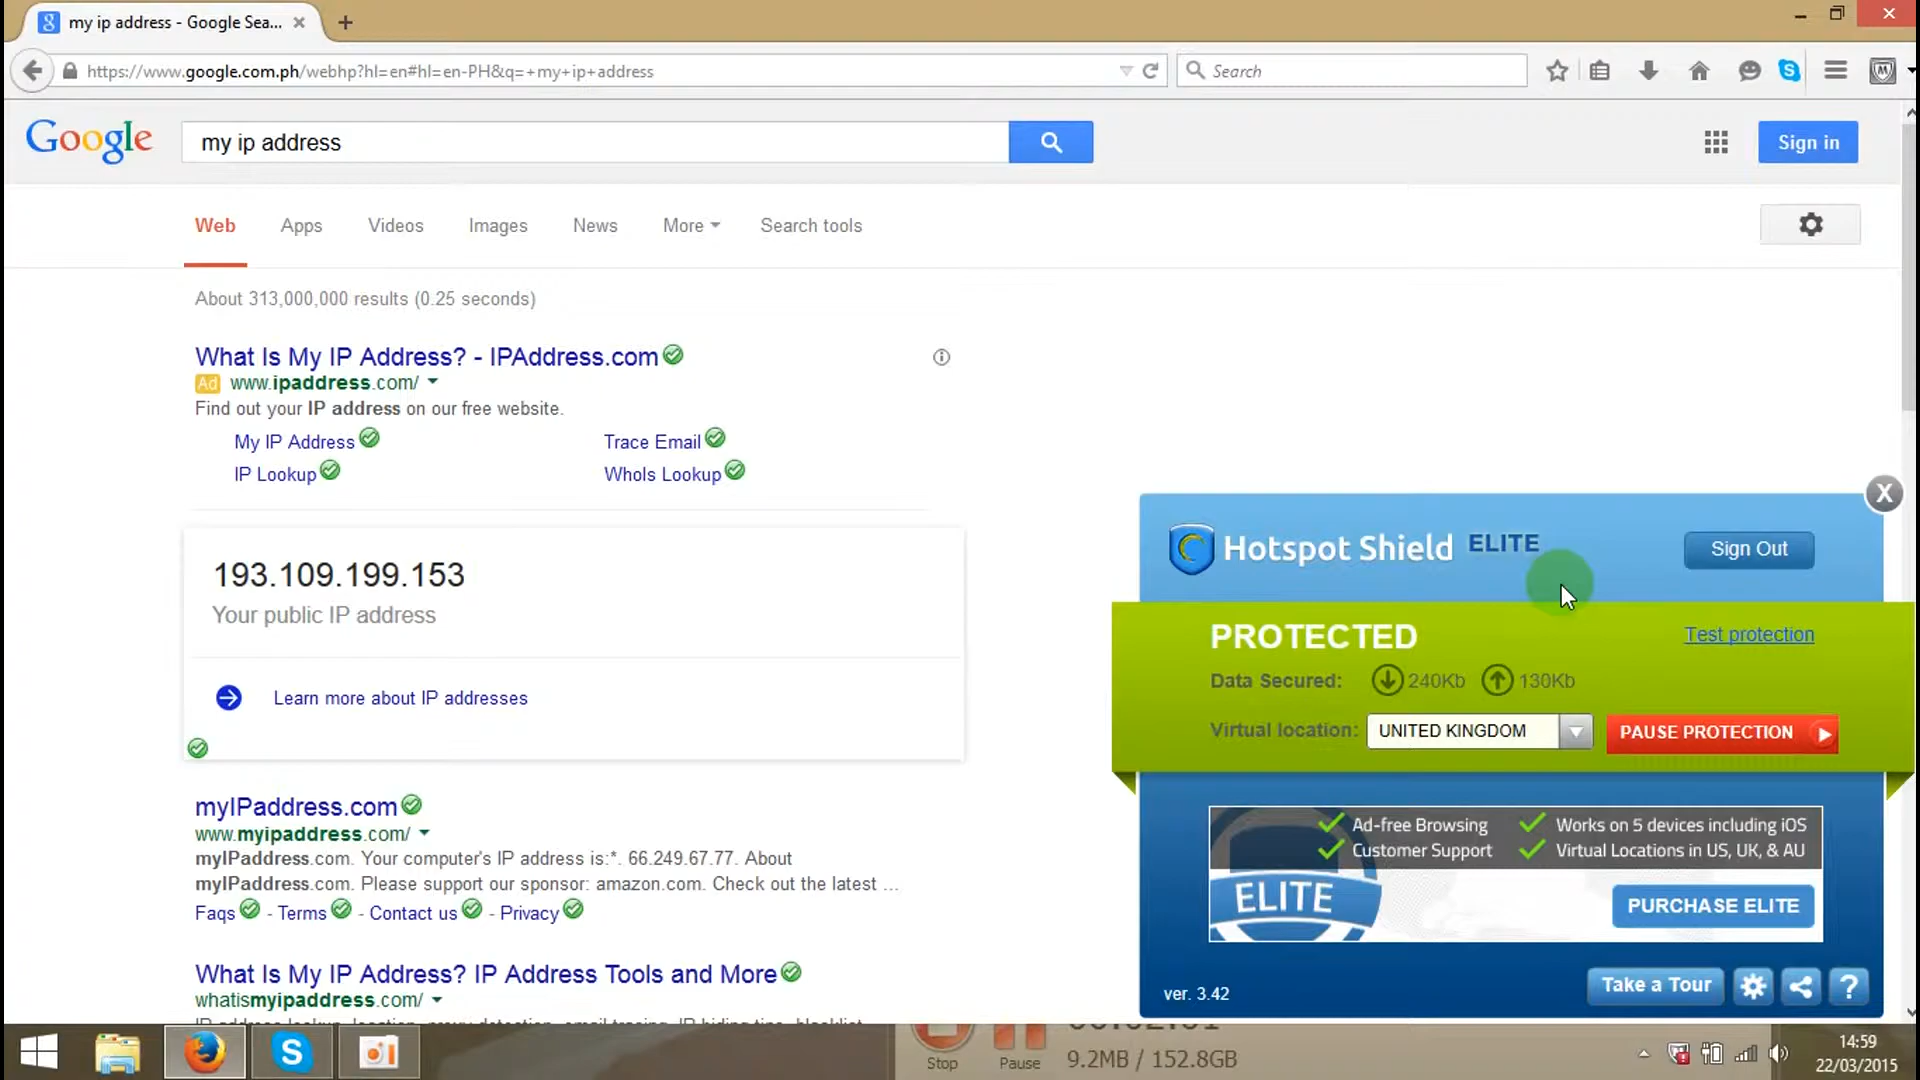 my ip address - Google Sea...
https://www.google.com.ph/webhp?hl=en#hl=en-PH&q=+my+ip+address
Search
Google
my ip address
Sign in
Web
Apps
Videos
Images
News
More
Search tools
About 313,000,000 results (0.25 seconds)
What Is My IP Address? - IPAddress.com
Ad www.ipaddress.com/
Find out your IP address on our free website.
My IP Address
Trace Email
IP Lookup
WhoIs Lookup
193.109.199.153
Your public IP address
Learn more about IP addresses
myIPaddress.com
www.myipaddress.com/
myIPaddress.com. Your computer's IP address is:*. 66.249.67.77. About
myIPaddress.com. Please support our sponsor: amazon.com. Check out the latest ...
Faqs - Terms - Contact us - Privacy
What Is My IP Address? IP Address Tools and More
whatismyipaddress.com/
Hotspot Shield ELITE
Sign Out
PROTECTED
Test protection
Data Secured: 240Kb 130Kb
Virtual location: UNITED KINGDOM
PAUSE PROTECTION
Ad-free Browsing
Works on 5 devices including iOS
Customer Support
Virtual Locations in US, UK, & AU
ELITE
PURCHASE ELITE
ver. 3.42
Take a Tour
?
Stop
Pause
9.2MB / 152.8GB
14:59
22/03/2015